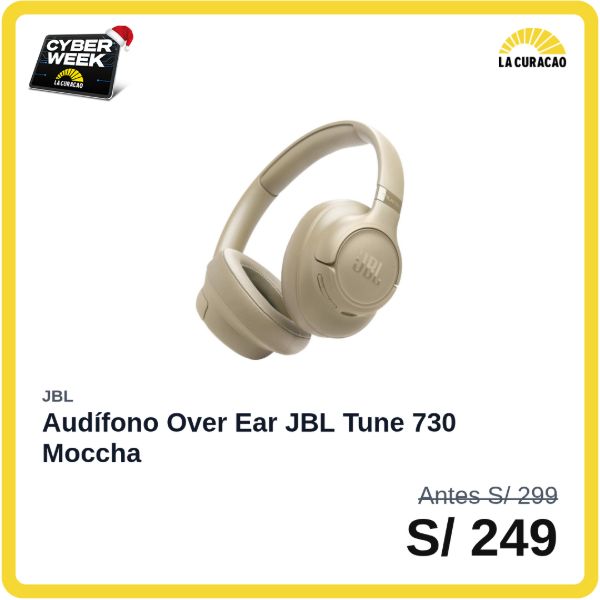 CYBER
WEEK
LA CURACAO
LA CURACAO
JBL
JBL
Audífono Over Ear JBL Tune 730
Moccha
Antes S/ 299
S/ 249